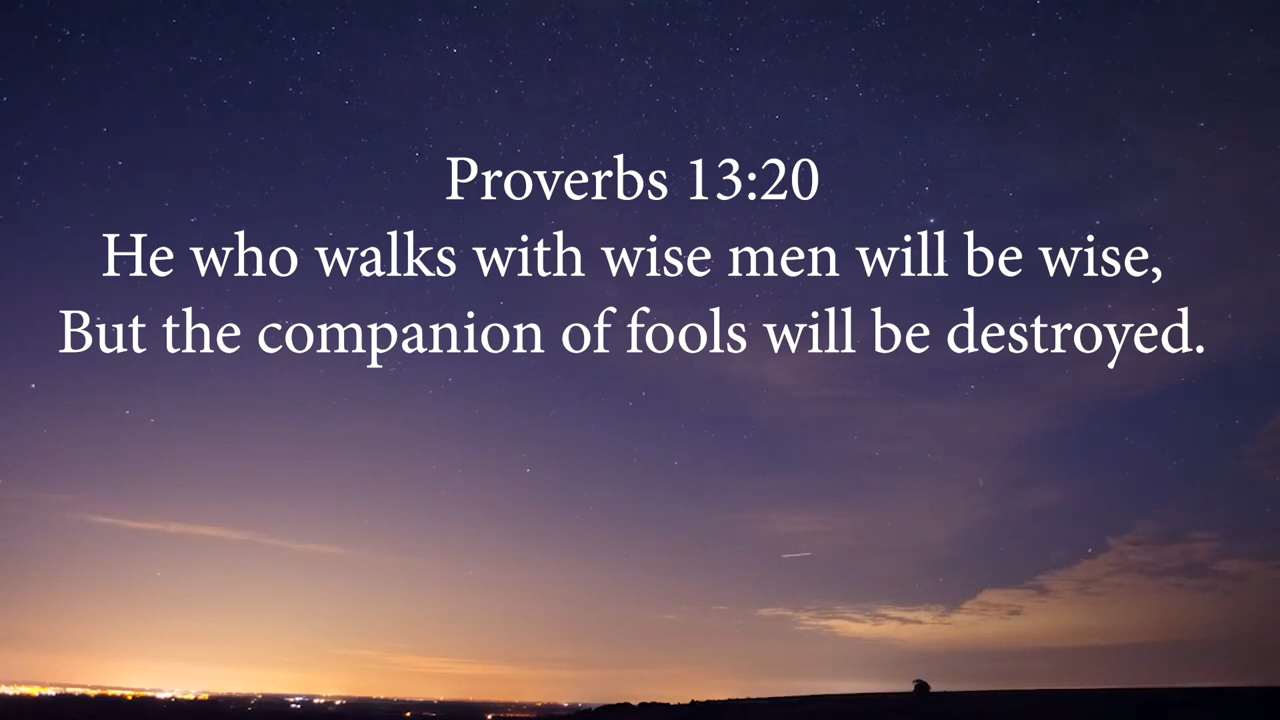 Proverbs 13:20
He who walks with wise men will be wise,
But the companion of fools will be destroyed.